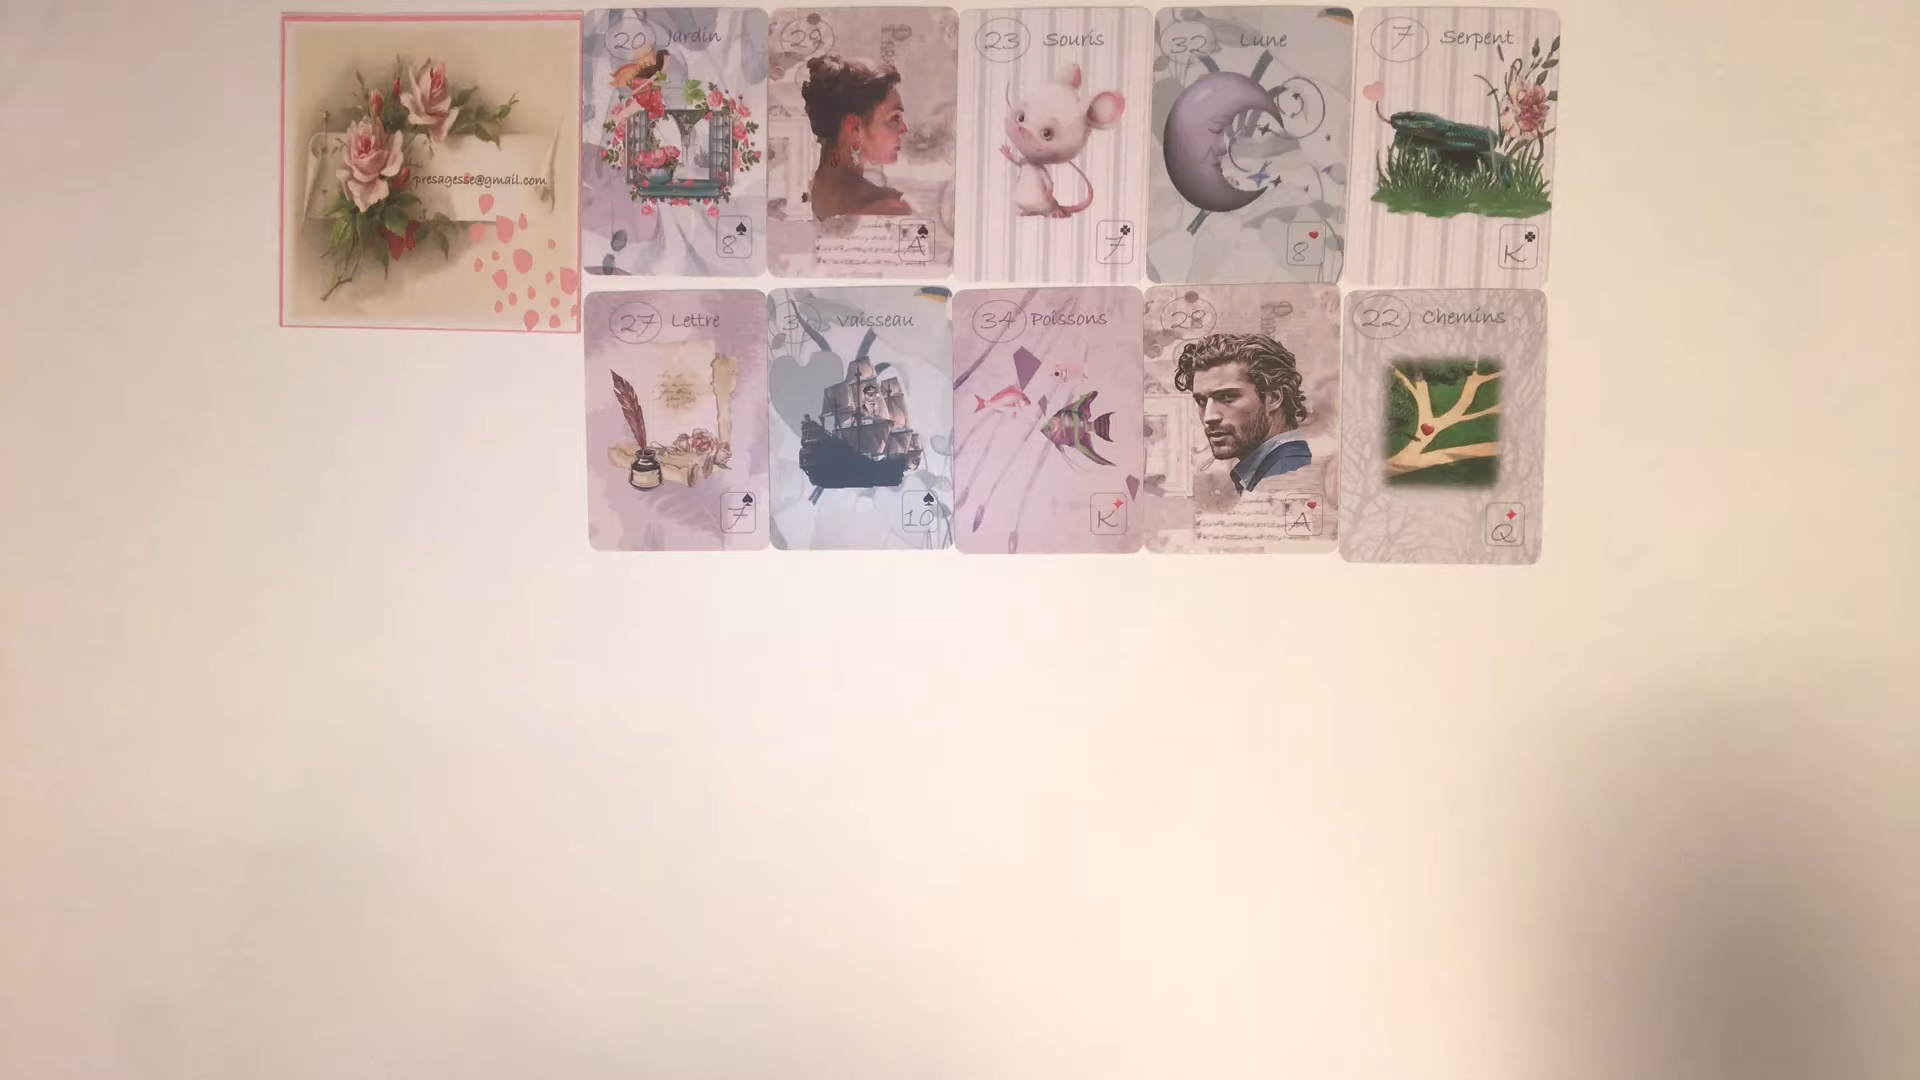 presagesse@gmail.com
20 Jardin
8
29
A
23 Souris
7
32 Lune
8
7 Serpent
K
27 Lettre
7
3 Vaisseau
10
34 Poissons
K
28
A
22 Chemins
Q